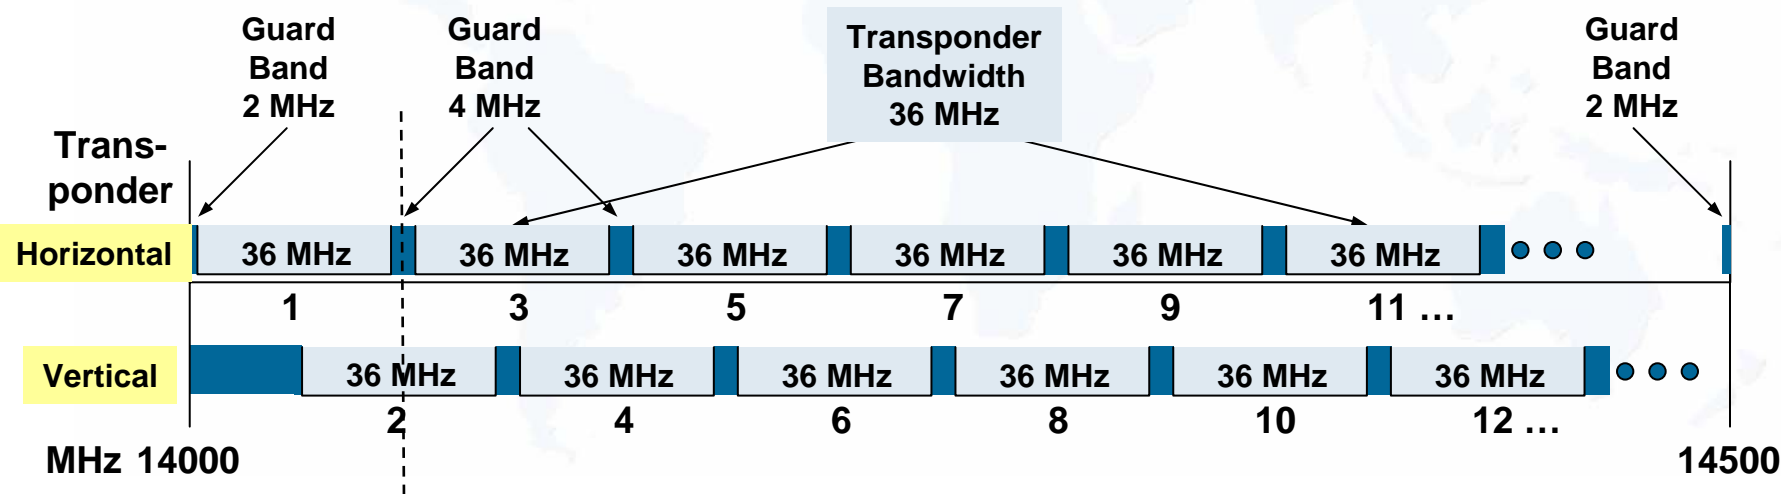 Guard
Band
2 MHz
Guard
Band
4 MHz
Transponder
Bandwidth
36 MHz
Guard
Band
2 MHz
Trans-
ponder
Horizontal 36 MHz 36 MHz 36 MHz 36 MHz 36 MHz 36 MHz
1 3 5 7 9 11 ...
Vertical 36 MHz 36 MHz 36 MHz 36 MHz 36 MHz 36 MHz
2 4 6 8 10 12 ...
MHz 14000 14500